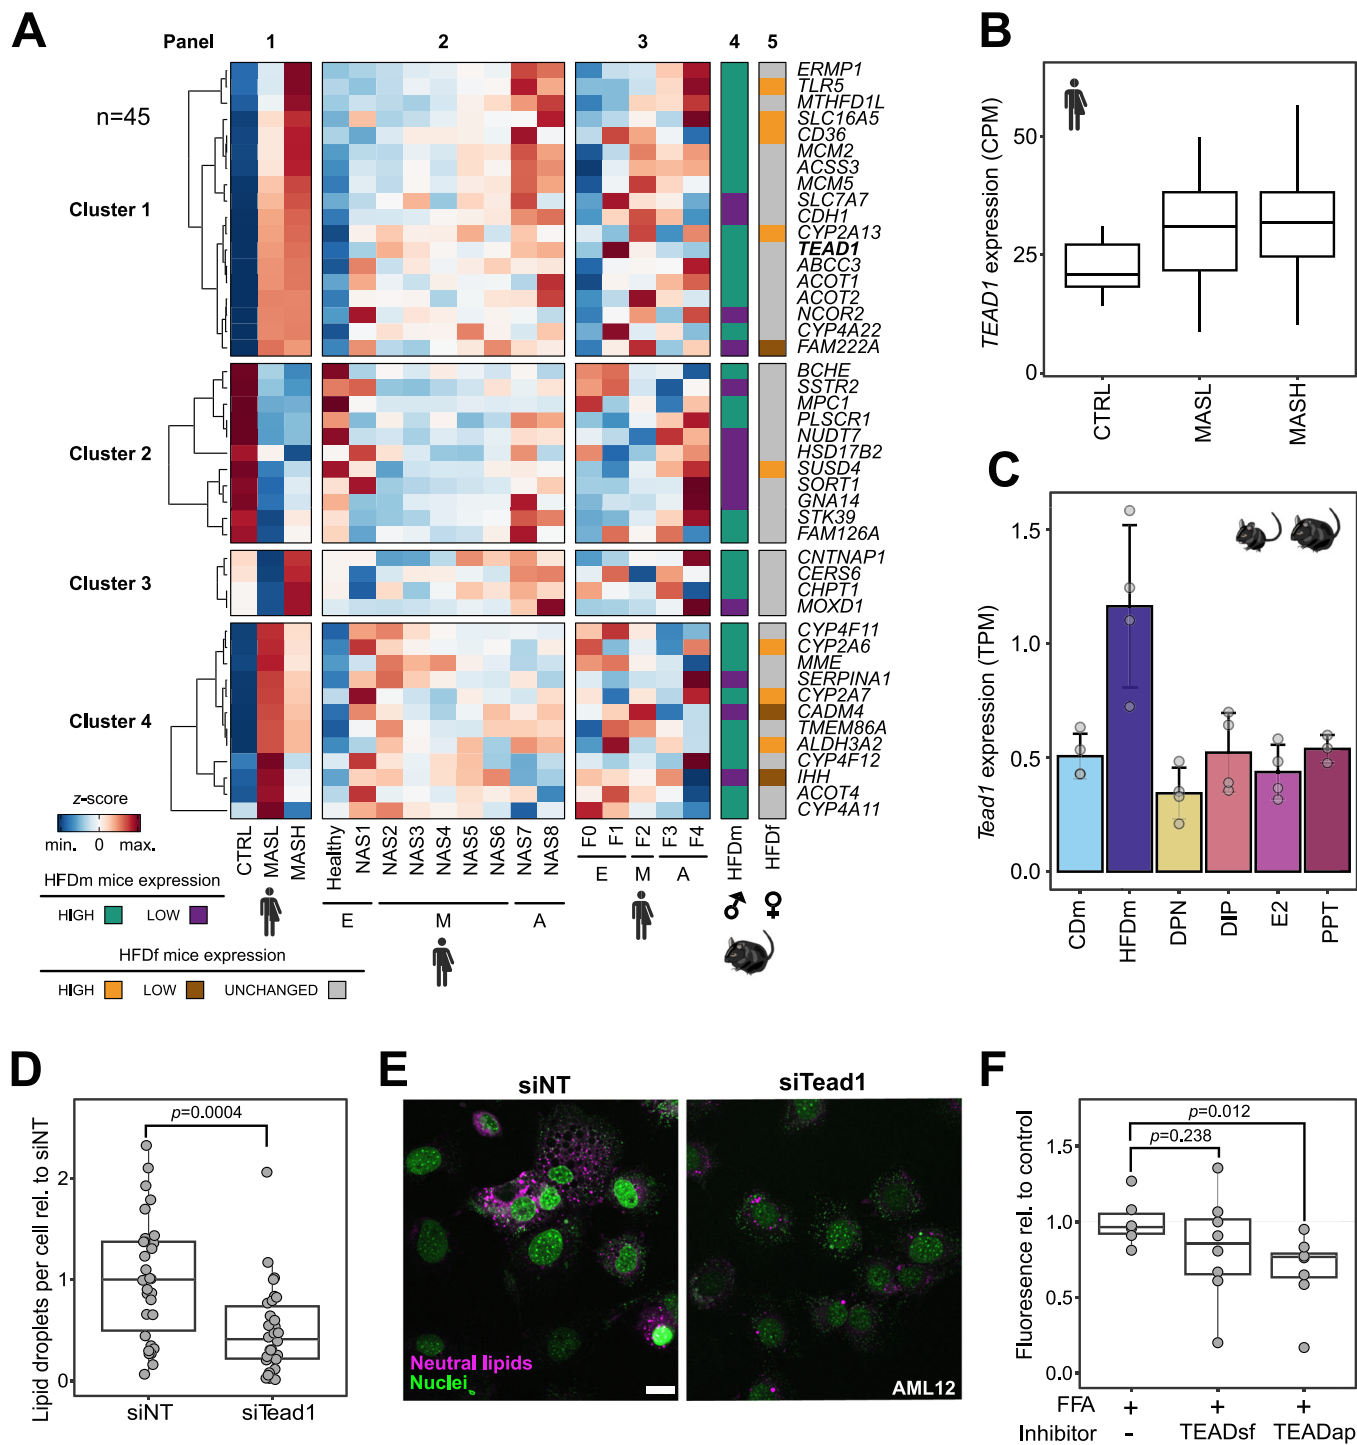 A
Panel 1 2 3 4 5
n=45
Cluster 1
ERMP1
TLR5
MTHFD1L
SLC16A5
CD36
MCM2
ACSS3
MCM5
SLC7A7
CDH1
CYP2A13
TEAD1
ABCC3
ACOT1
ACOT2
NCOR2
CYP4A22
FAM222A
Cluster 2
BCHE
SSTR2
MPC1
PLSCR1
NUDT7
HSD17B2
SUSD4
SORT1
GNA14
STK39
FAM126A
Cluster 3
CNTNAP1
CERS6
CHPT1
MOXD1
Cluster 4
CYP4F11
CYP2A6
MME
SERPINA1
CYP2A7
CADM4
TMEM86A
ALDH3A2
CYP4F12
IHH
ACOT4
CYP4A11
z-score
min. 0 max.
CTRL MASL MASH Healthy NAS1 NAS2 NAS3 NAS4 NAS5 NAS6 NAS7 NAS8 F0 F1 F2 F3 F4 HFDm HFDf
E M A E M A
♂ ♀
HFDm mice expression
HIGH LOW
HFDf mice expression
HIGH LOW UNCHANGED
B
TEAD1 expression (CPM)
50
25
0
CTRL MASL MASH
C
Tead1 expression (TPM)
1.5
1.0
0.5
0.0
CDm HFDm DPN DIP E2 PPT
D
Lipid droplets per cell rel. to siNT
p=0.0004
2
1
0
siNT siTead1
E
siNT siTead1
Neutral lipids
Nuclei
AML12
F
Fluoresence rel. to control
p=0.012
p=0.238
1.5
1.0
0.5
0.0
FFA + + +
Inhibitor - TEADsf TEADap